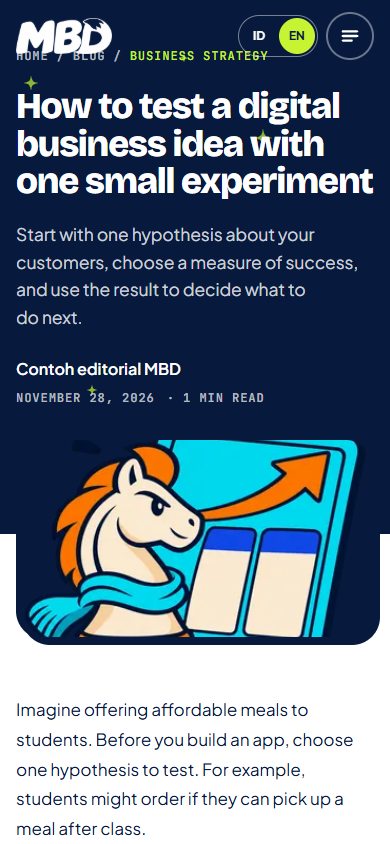 MBD
ID EN
HOME / BLOG / BUSINESS STRATEGY
How to test a digital
business idea with
one small experiment
Start with one hypothesis about your
customers, choose a measure of success,
and use the result to decide what to
do next.
Contoh editorial MBD
NOVEMBER 28, 2026 · 1 MIN READ
Imagine offering affordable meals to
students. Before you build an app, choose
one hypothesis to test. For example,
students might order if they can pick up a
meal after class.